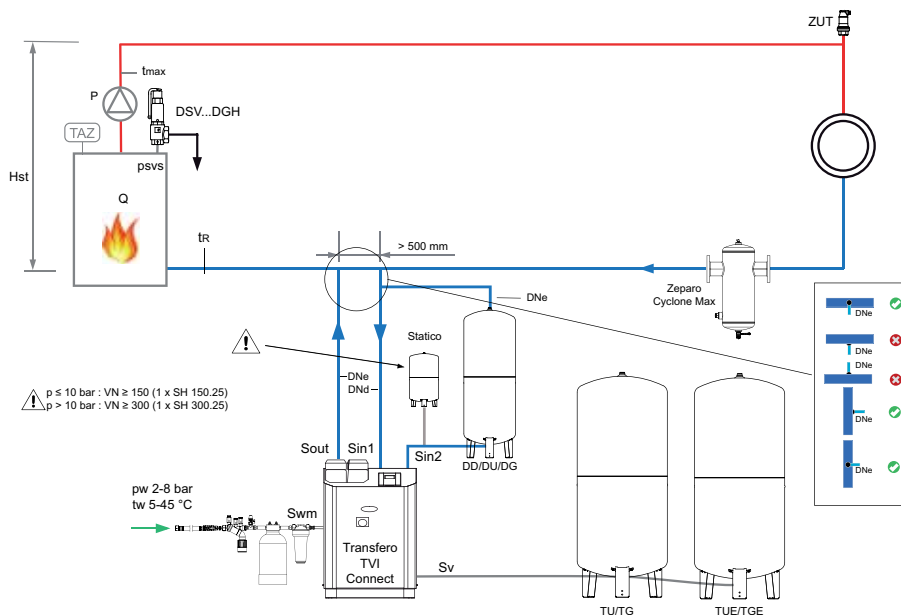 ZUT
tmax
P
DSV...DGH
TAZ
psvs
Hst
Q
tR
> 500 mm
Zeparo
Cyclone Max
DNe
Statico
DNe
DNe
DNe
DNe
DNe
DNe
DNd
p ≤ 10 bar : VN ≥ 150 (1 x SH 150.25)
p > 10 bar : VN ≥ 300 (1 x SH 300.25)
Sout
Sin1
Sin2
DD/DU/DG
pw 2-8 bar
tw 5-45 °C
Swm
Transfero
TVI
Connect
Sv
TU/TG
TUE/TGE